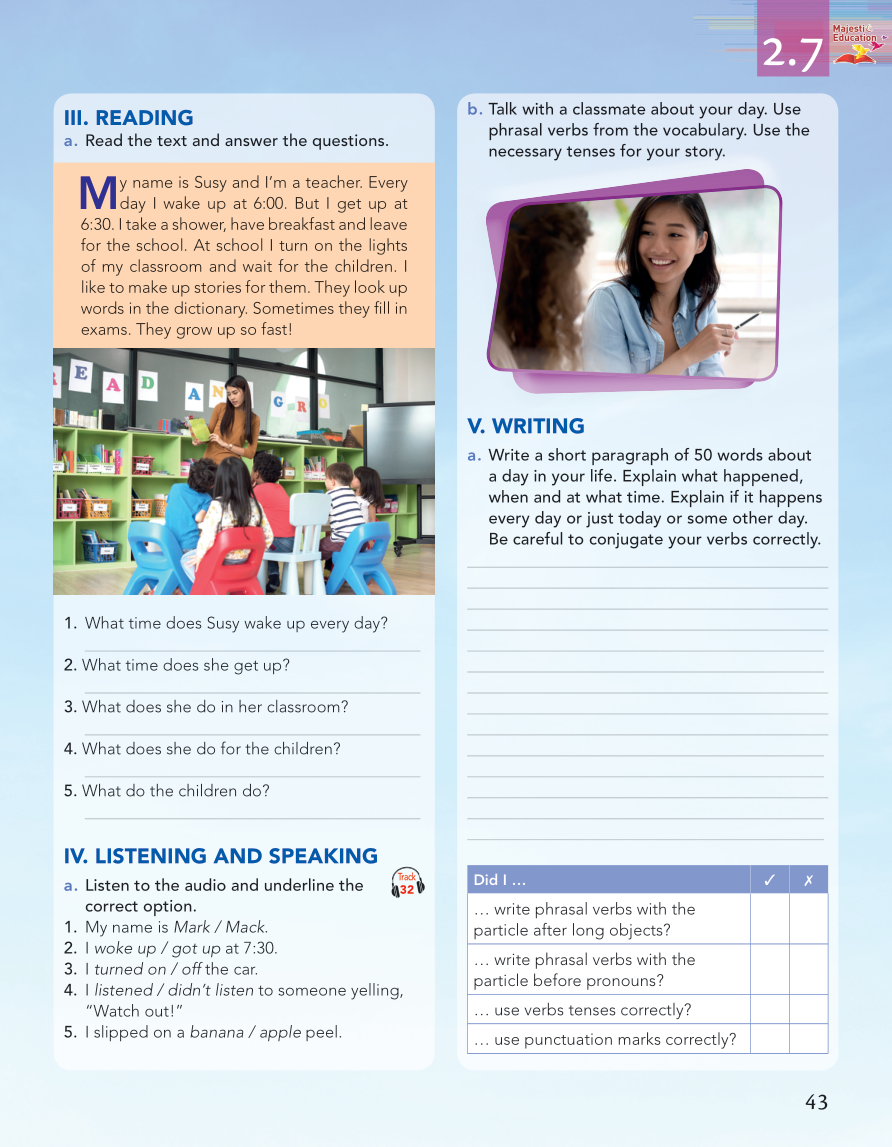 2.7
Majesti
Education
III. READING
a. Read the text and answer the questions.
My name is Susy and I’m a teacher. Every
day I wake up at 6:00. But I get up at
6:30. I take a shower, have breakfast and leave
for the school. At school I turn on the lights
of my classroom and wait for the children. I
like to make up stories for them. They look up
words in the dictionary. Sometimes they fill in
exams. They grow up so fast!
R E A D A N G R O
1. What time does Susy wake up every day?
2. What time does she get up?
3. What does she do in her classroom?
4. What does she do for the children?
5. What do the children do?
IV. LISTENING AND SPEAKING
a. Listen to the audio and underline the
correct option.
Track
32
1. My name is Mark / Mack.
2. I woke up / got up at 7:30.
3. I turned on / off the car.
4. I listened / didn’t listen to someone yelling,
“Watch out!”
5. I slipped on a banana / apple peel.
b. Talk with a classmate about your day. Use
phrasal verbs from the vocabulary. Use the
necessary tenses for your story.
V. WRITING
a. Write a short paragraph of 50 words about
a day in your life. Explain what happened,
when and at what time. Explain if it happens
every day or just today or some other day.
Be careful to conjugate your verbs correctly.
Did I … ✓ ✗
… write phrasal verbs with the
particle after long objects?
… write phrasal verbs with the
particle before pronouns?
… use verbs tenses correctly?
… use punctuation marks correctly?
43